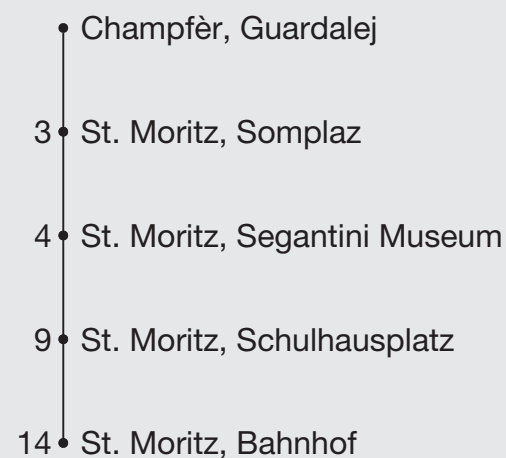 Champfèr, Guardalej
3 St. Moritz, Somplaz
4 St. Moritz, Segantini Museum
9 St. Moritz, Schulhausplatz
14 St. Moritz, Bahnhof